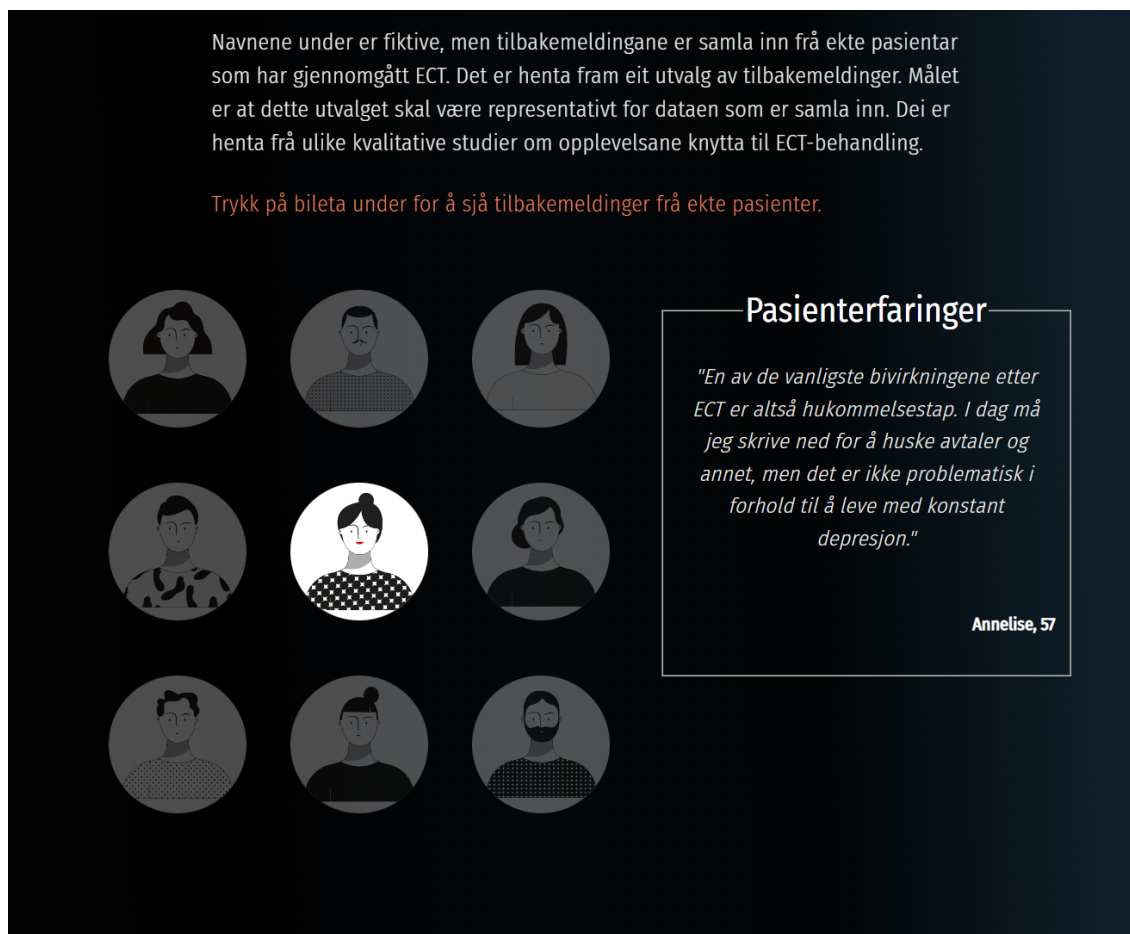 Navnene under er fiktive, men tilbakemeldingane er samla inn frå ekte pasientar
som har gjennomgått ECT. Det er henta fram eit utvalg av tilbakemeldinger. Målet
er at dette utvalget skal være representativt for dataen som er samla inn. Dei er
henta frå ulike kvalitative studier om opplevelsane knytta til ECT-behandling.
Trykk på bileta under for å sjå tilbakemeldinger frå ekte pasienter.
Pasienterfaringer
"En av de vanligste bivirkningene etter
ECT er altså hukommelsestap. I dag må
jeg skrive ned for å huske avtaler og
annet, men det er ikke problematisk i
forhold til å leve med konstant
depresjon."
Annelise, 57